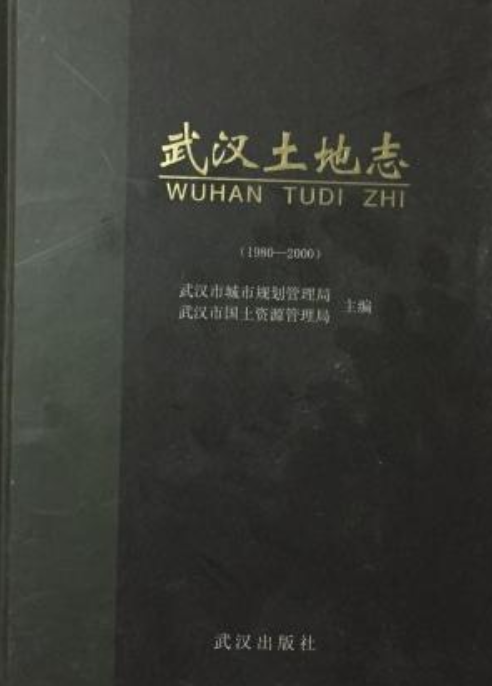 武汉土地志
WUHAN TUDI ZHI
(1980—2000)
武汉市城市规划管理局
武汉市国土资源管理局
主编
武汉出版社